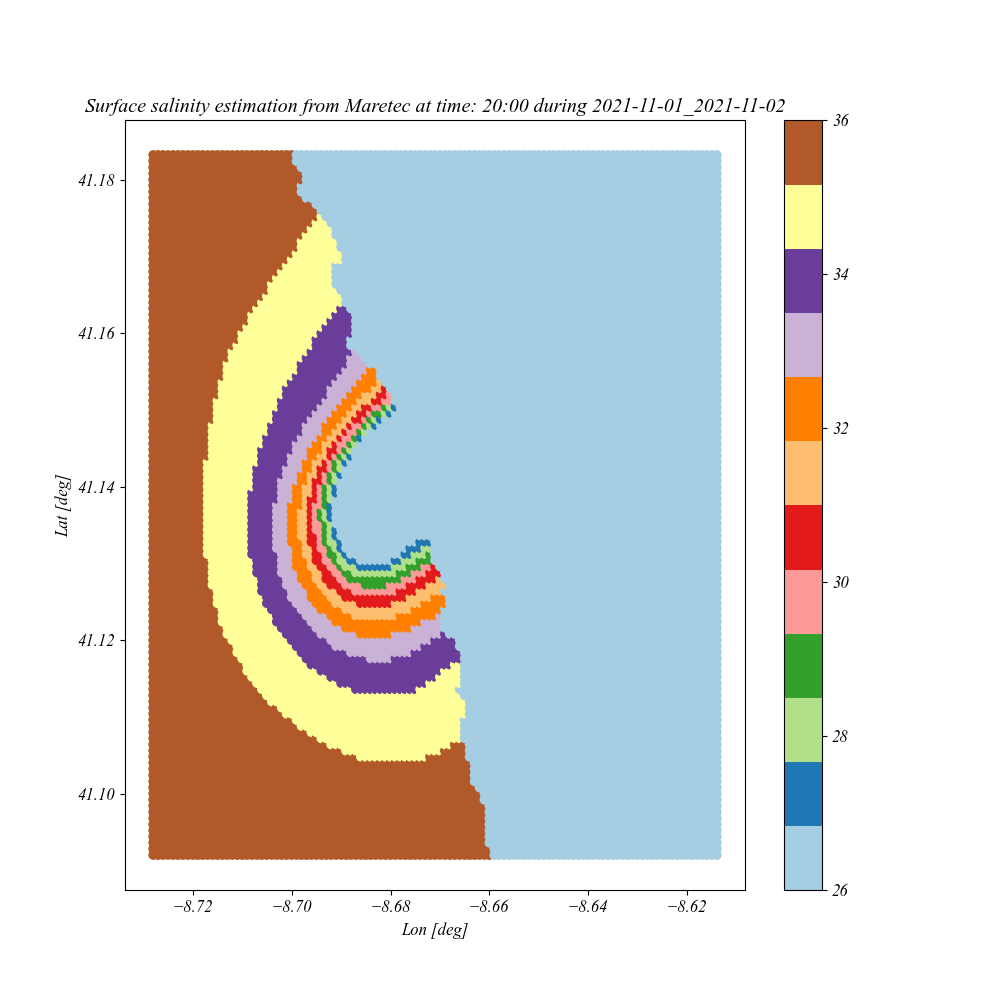 Surface salinity estimation from Maretec at time: 20:00 during 2021-11-01_2021-11-02
36
41.18
34
41.16
32
41.14
Lat [deg]
30
41.12
28
41.10
26
−8.72 −8.70 −8.68 −8.66 −8.64 −8.62
Lon [deg]